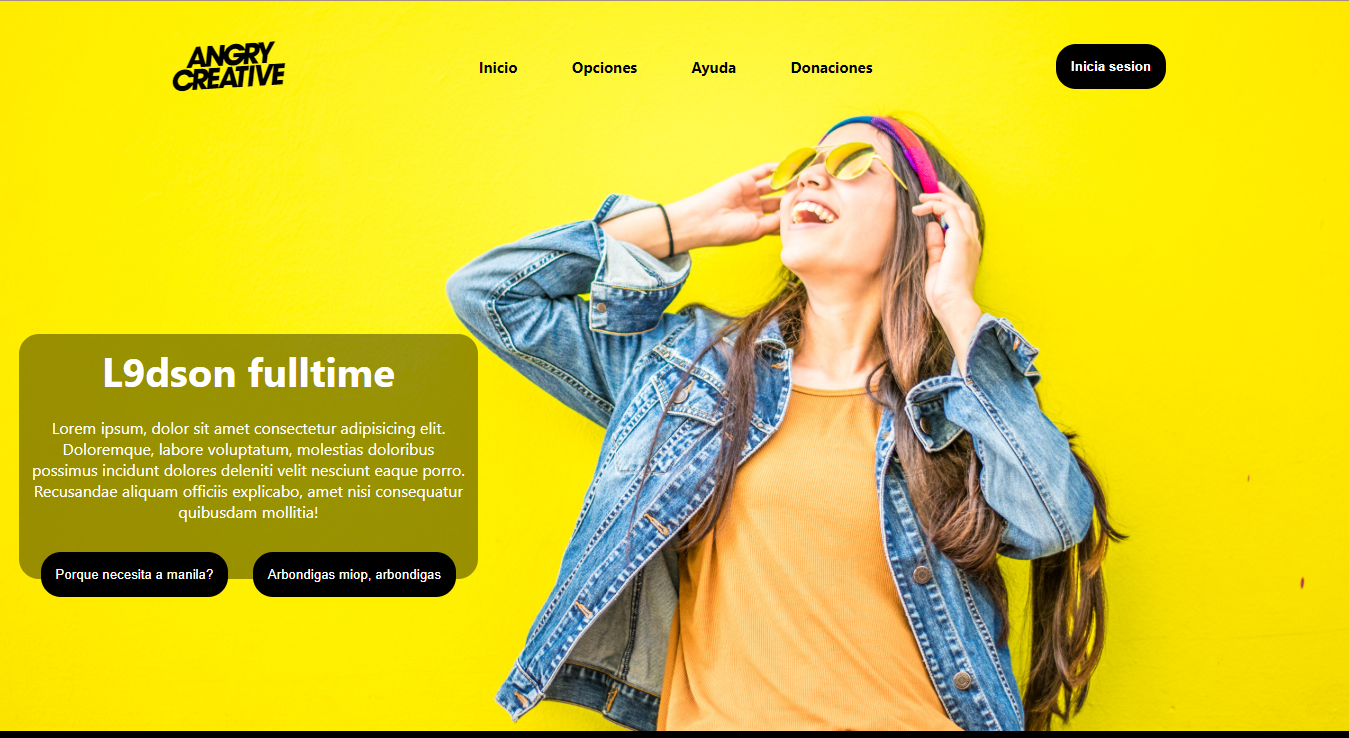 ANGRY
CREATIVE
Inicio
Opciones
Ayuda
Donaciones
Inicia sesion
L9dson fulltime
Lorem ipsum, dolor sit amet consectetur adipisicing elit.
Doloremque, labore voluptatum, molestias doloribus
possimus incidunt dolores deleniti velit nesciunt eaque porro.
Recusandae aliquam officiis explicabo, amet nisi consequatur
quibusdam mollitia!
Porque necesita a manila?
Arbondigas miop, arbondigas